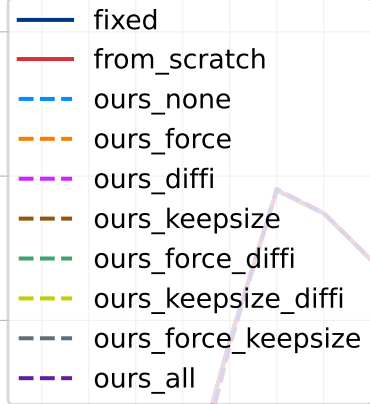 fixed
from_scratch
ours_none
ours_force
ours_diffi
ours_keepsize
ours_force_diffi
ours_keepsize_diffi
ours_force_keepsize
ours_all